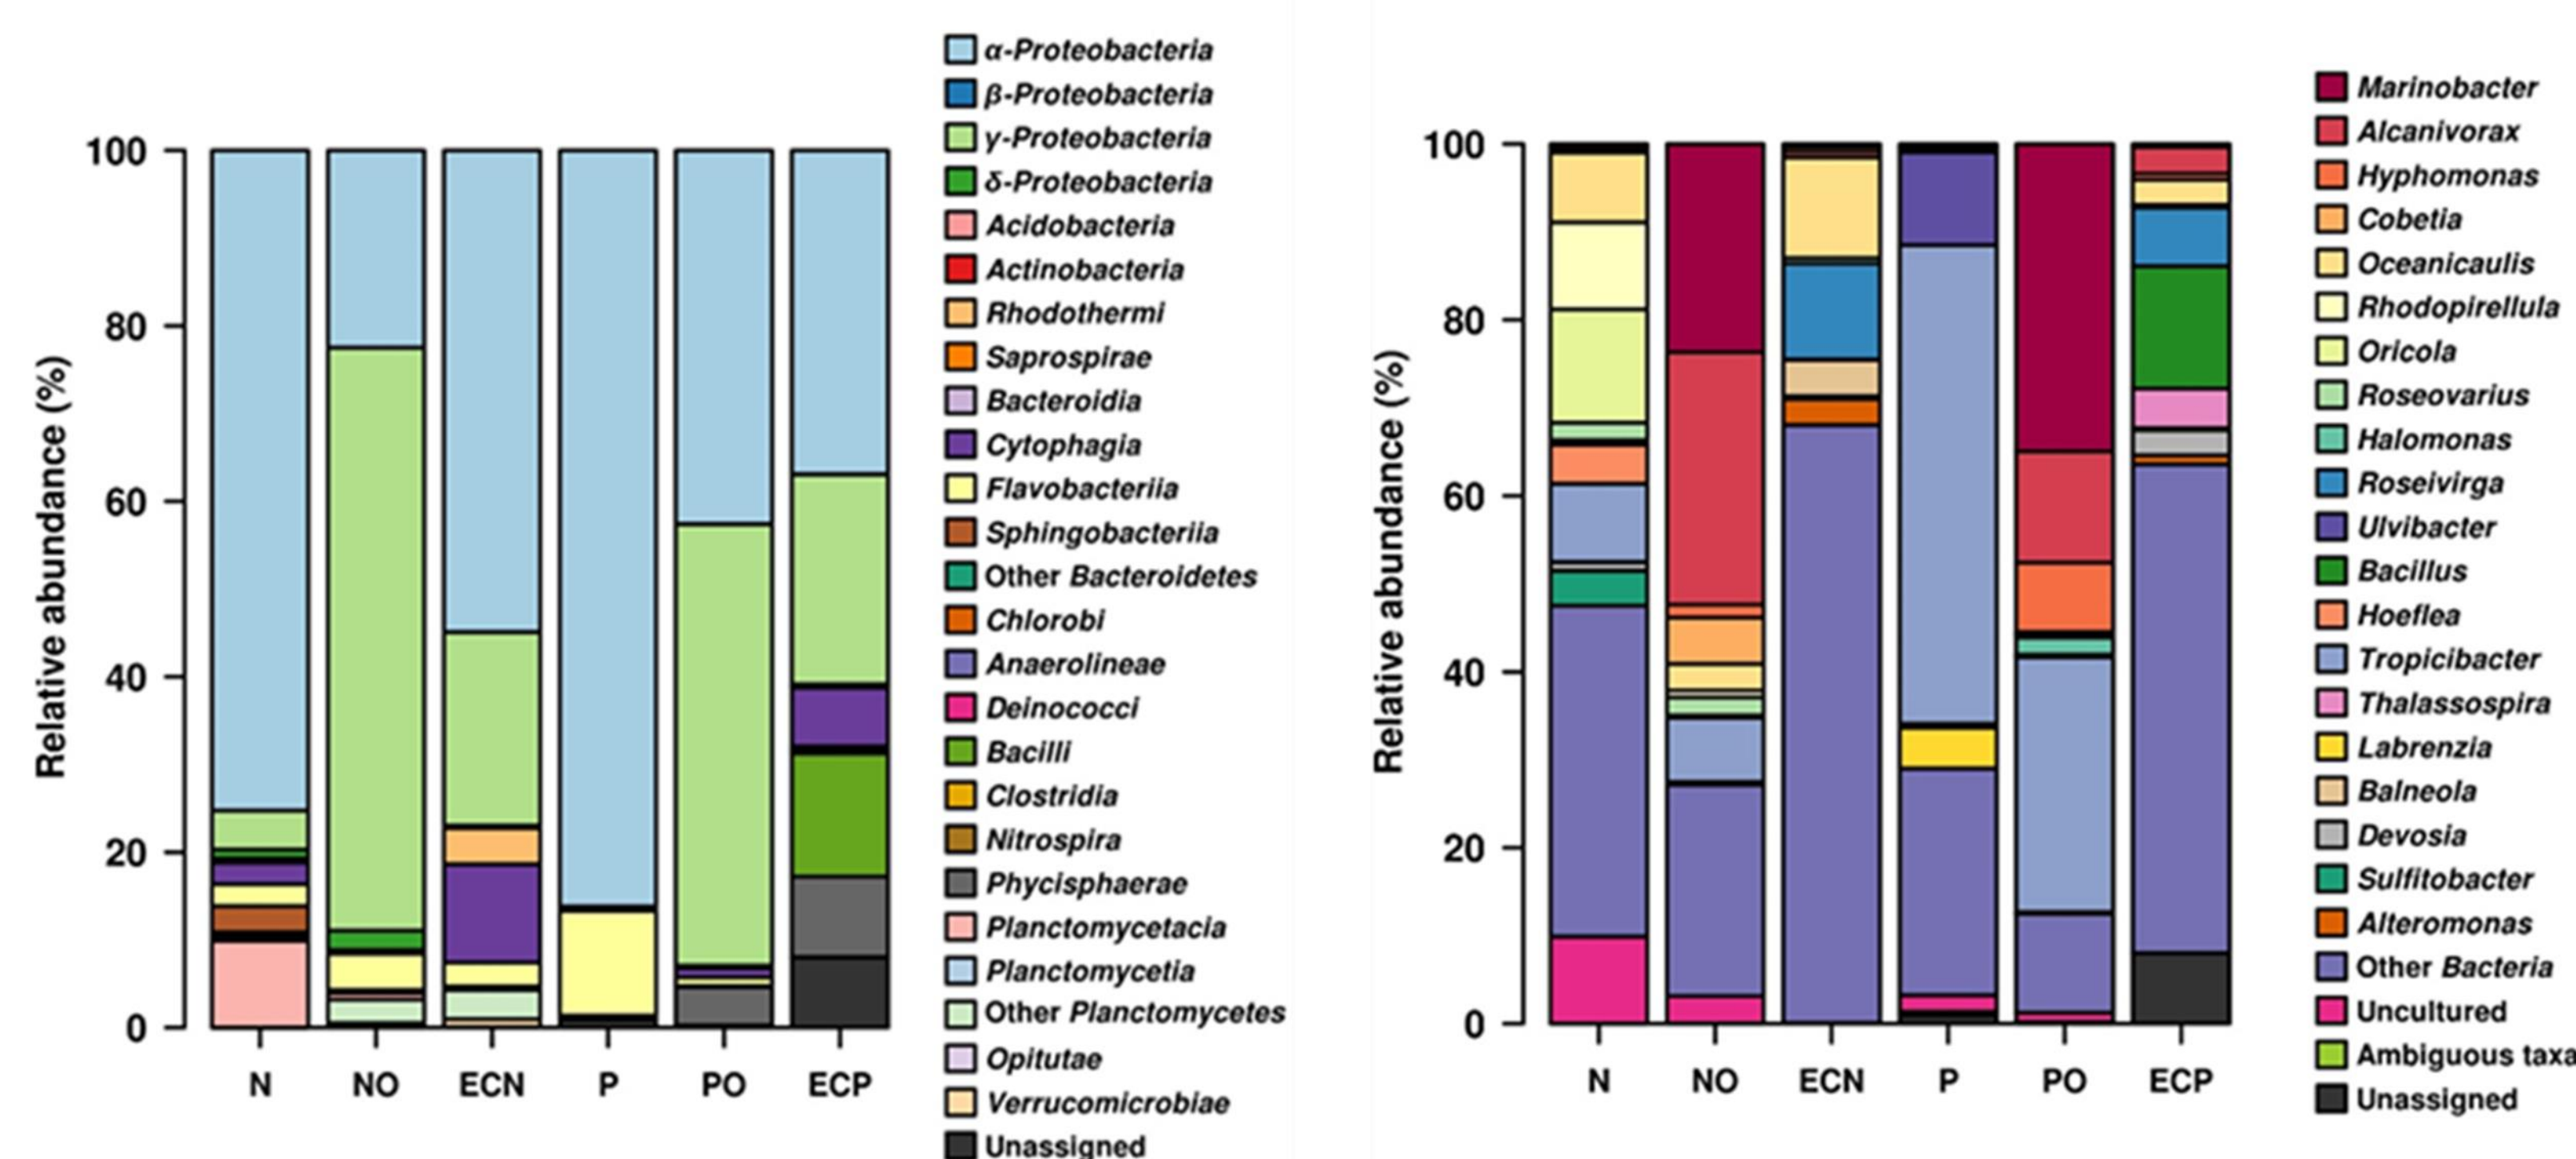 Relative abundance (%)
100
80
60
40
20
0
N NO ECN P PO ECP
α-Proteobacteria
β-Proteobacteria
γ-Proteobacteria
δ-Proteobacteria
Acidobacteria
Actinobacteria
Rhodothermi
Saprospirae
Bacteroidia
Cytophagia
Flavobacteriia
Sphingobacteriia
Other Bacteroidetes
Chlorobi
Anaerolineae
Deinococci
Bacilli
Clostridia
Nitrospira
Phycisphaerae
Planctomycetacia
Planctomycetia
Other Planctomycetes
Opitutae
Verrucomicrobiae
Unassigned
Relative abundance (%)
100
80
60
40
20
0
N NO ECN P PO ECP
Marinobacter
Alcanivorax
Hyphomonas
Cobetia
Oceanicaulis
Rhodopirellula
Oricola
Roseovarius
Halomonas
Roseivirga
Ulvibacter
Bacillus
Hoeflea
Tropicibacter
Thalassospira
Labrenzia
Balneola
Devosia
Sulfitobacter
Alteromonas
Other Bacteria
Uncultured
Ambiguous taxa
Unassigned